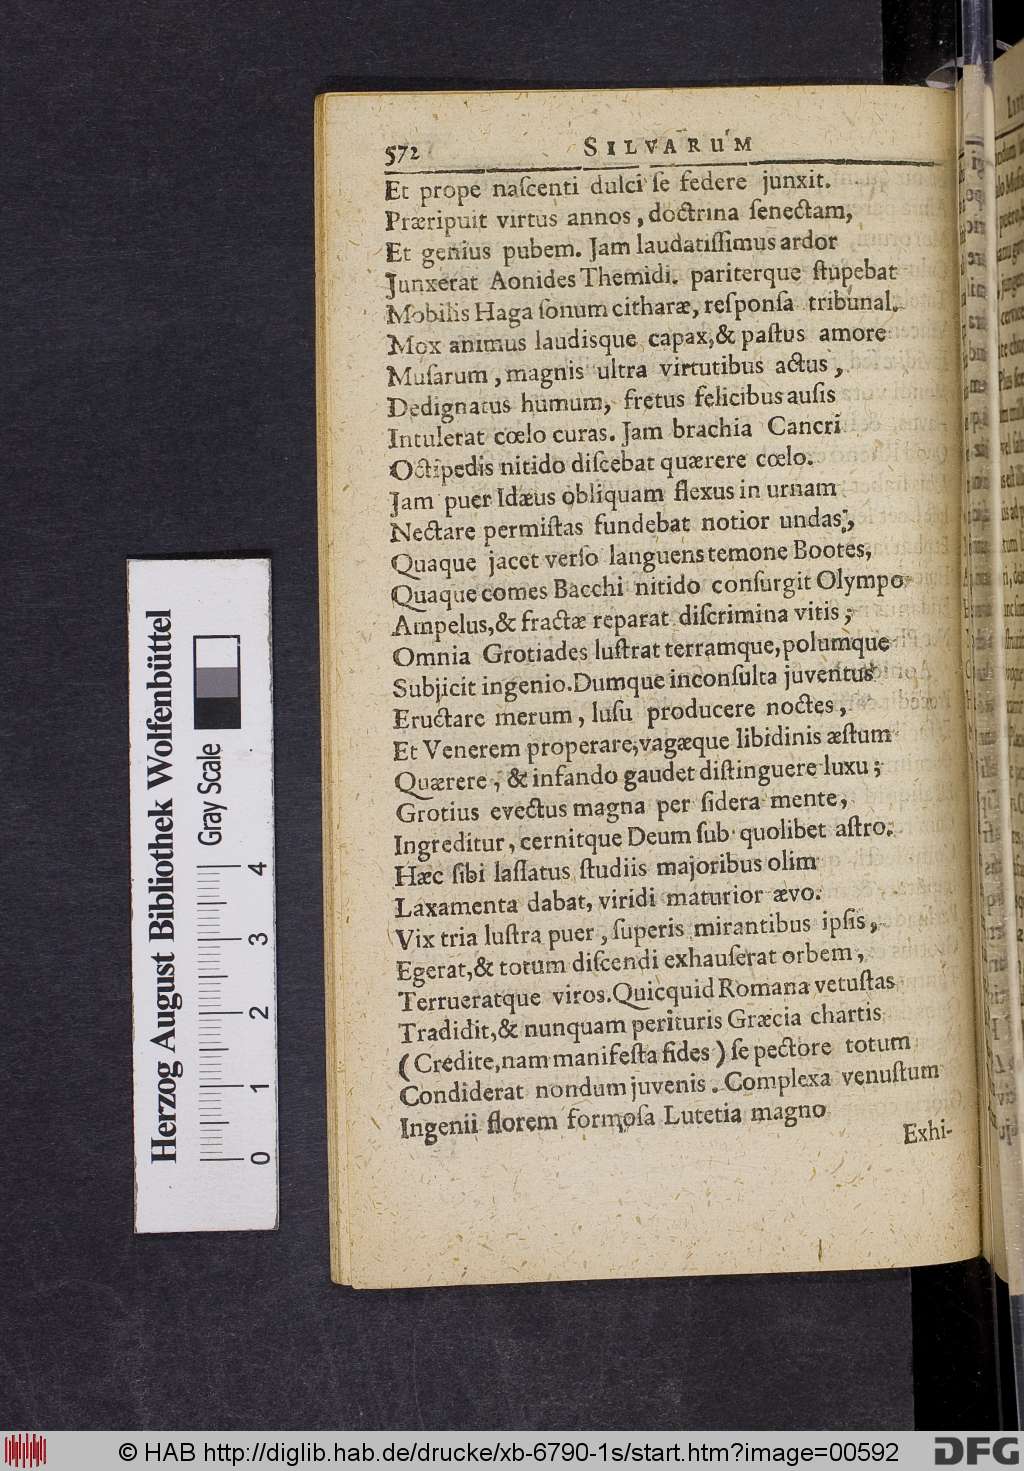 572 SILVARUM
Et prope naſcenti dulci ſe federe junxit.
Præripuit virtus annos, doctrina ſenectam,
Et genius pubem. Jam laudatiſſimus ardor
Junxerat Aonides Themidi. pariterque ſtupebat
Mobilis Haga ſonum citharæ, reſponſa tribunal.
Mox animus laudisque capax, & paſtus amore
Muſarum, magnis ultra virtutibus actus,
Dedignatus humum, fretus felicibus auſis
Intulerat cœlo curas. Jam brachia Cancri
Octipedis nitido diſcebat quærere cœlo.
Jam puer Idæus obliquam flexus in urnam
Nectare permiſtas fundebat notior undas,
Quaque jacet verſo languens temone Bootes,
Quaque comes Bacchi nitido conſurgit Olympo
Ampelus, & fractæ reparat diſcrimina vitis;
Omnia Grotiades luſtrat terramque, polumque
Subjicit ingenio. Dumque inconſulta juventus
Eructare merum, luſu producere noctes,
Et Venerem properare, vagæque libidinis æſtum
Quærere, & infando gaudet diſtinguere luxu;
Grotius evectus magna per ſidera mente,
Ingreditur, cernitque Deum ſub quolibet aſtro.
Hæc ſibi laſſatus ſtudiis majoribus olim
Laxamenta dabat, viridi maturior ævo.
Vix tria luſtra puer, ſuperis mirantibus ipſis,
Egerat, & totum diſcendi exhauſerat orbem,
Terrueratque viros. Quicquid Romana vetuſtas
Tradidit, & nunquam perituris Græcia chartis
(Credite, nam manifeſta fides) ſe pectore totum
Condiderat nondum juvenis. Complexa venuſtum
Ingenii florem formoſa Lutetia magno
Exhi-
Herzog August Bibliothek Wolfenbüttel
Gray Scale
0 1 2 3 4
© HAB http://diglib.hab.de/drucke/xb-6790-1s/start.htm?image=00592
DFG